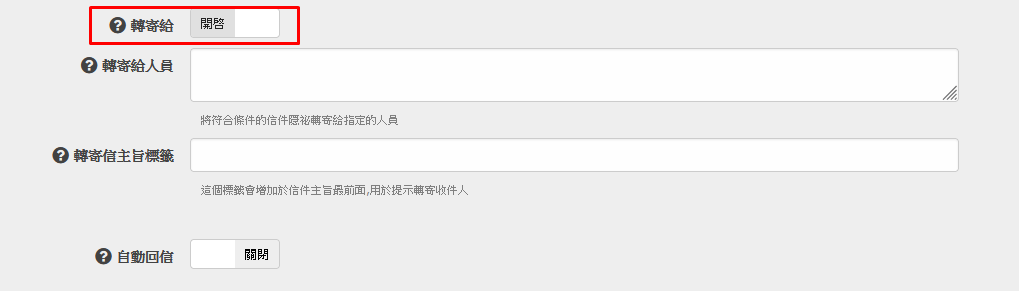 轉寄給 開啓
轉寄給人員
將符合條件的信件隱祕轉寄給指定的人員
轉寄信主旨標籤
這個標籤會增加於信件主旨最前面,用於提示轉寄收件人
自動回信 關閉